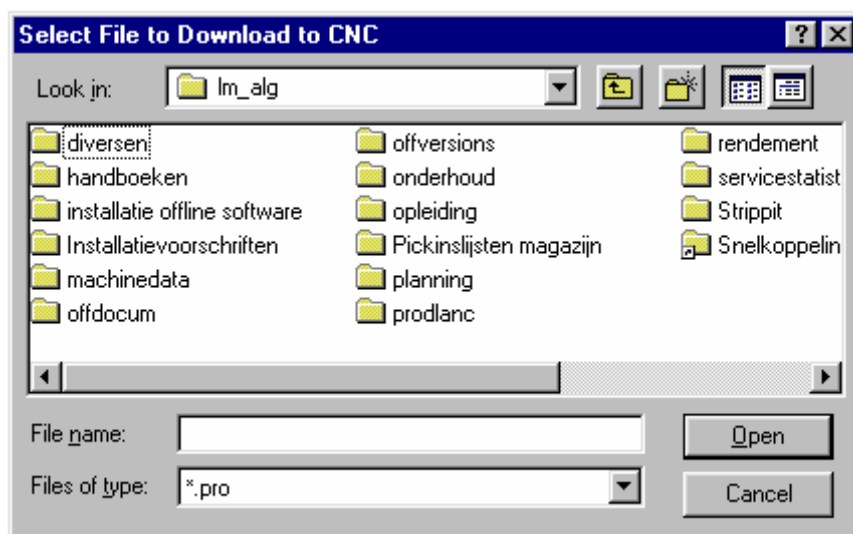 Select File to Download to CNC
Look in: lm_alg
diversen offversions rendement
handboeken onderhoud servicestatist
installatie offline software opleiding Strippit
Installatievoorschriften Pickinslijsten magazijn Snelkoppelin
machinedata planning
offdocum prodlanc
File name: Open
Files of type: *.pro Cancel